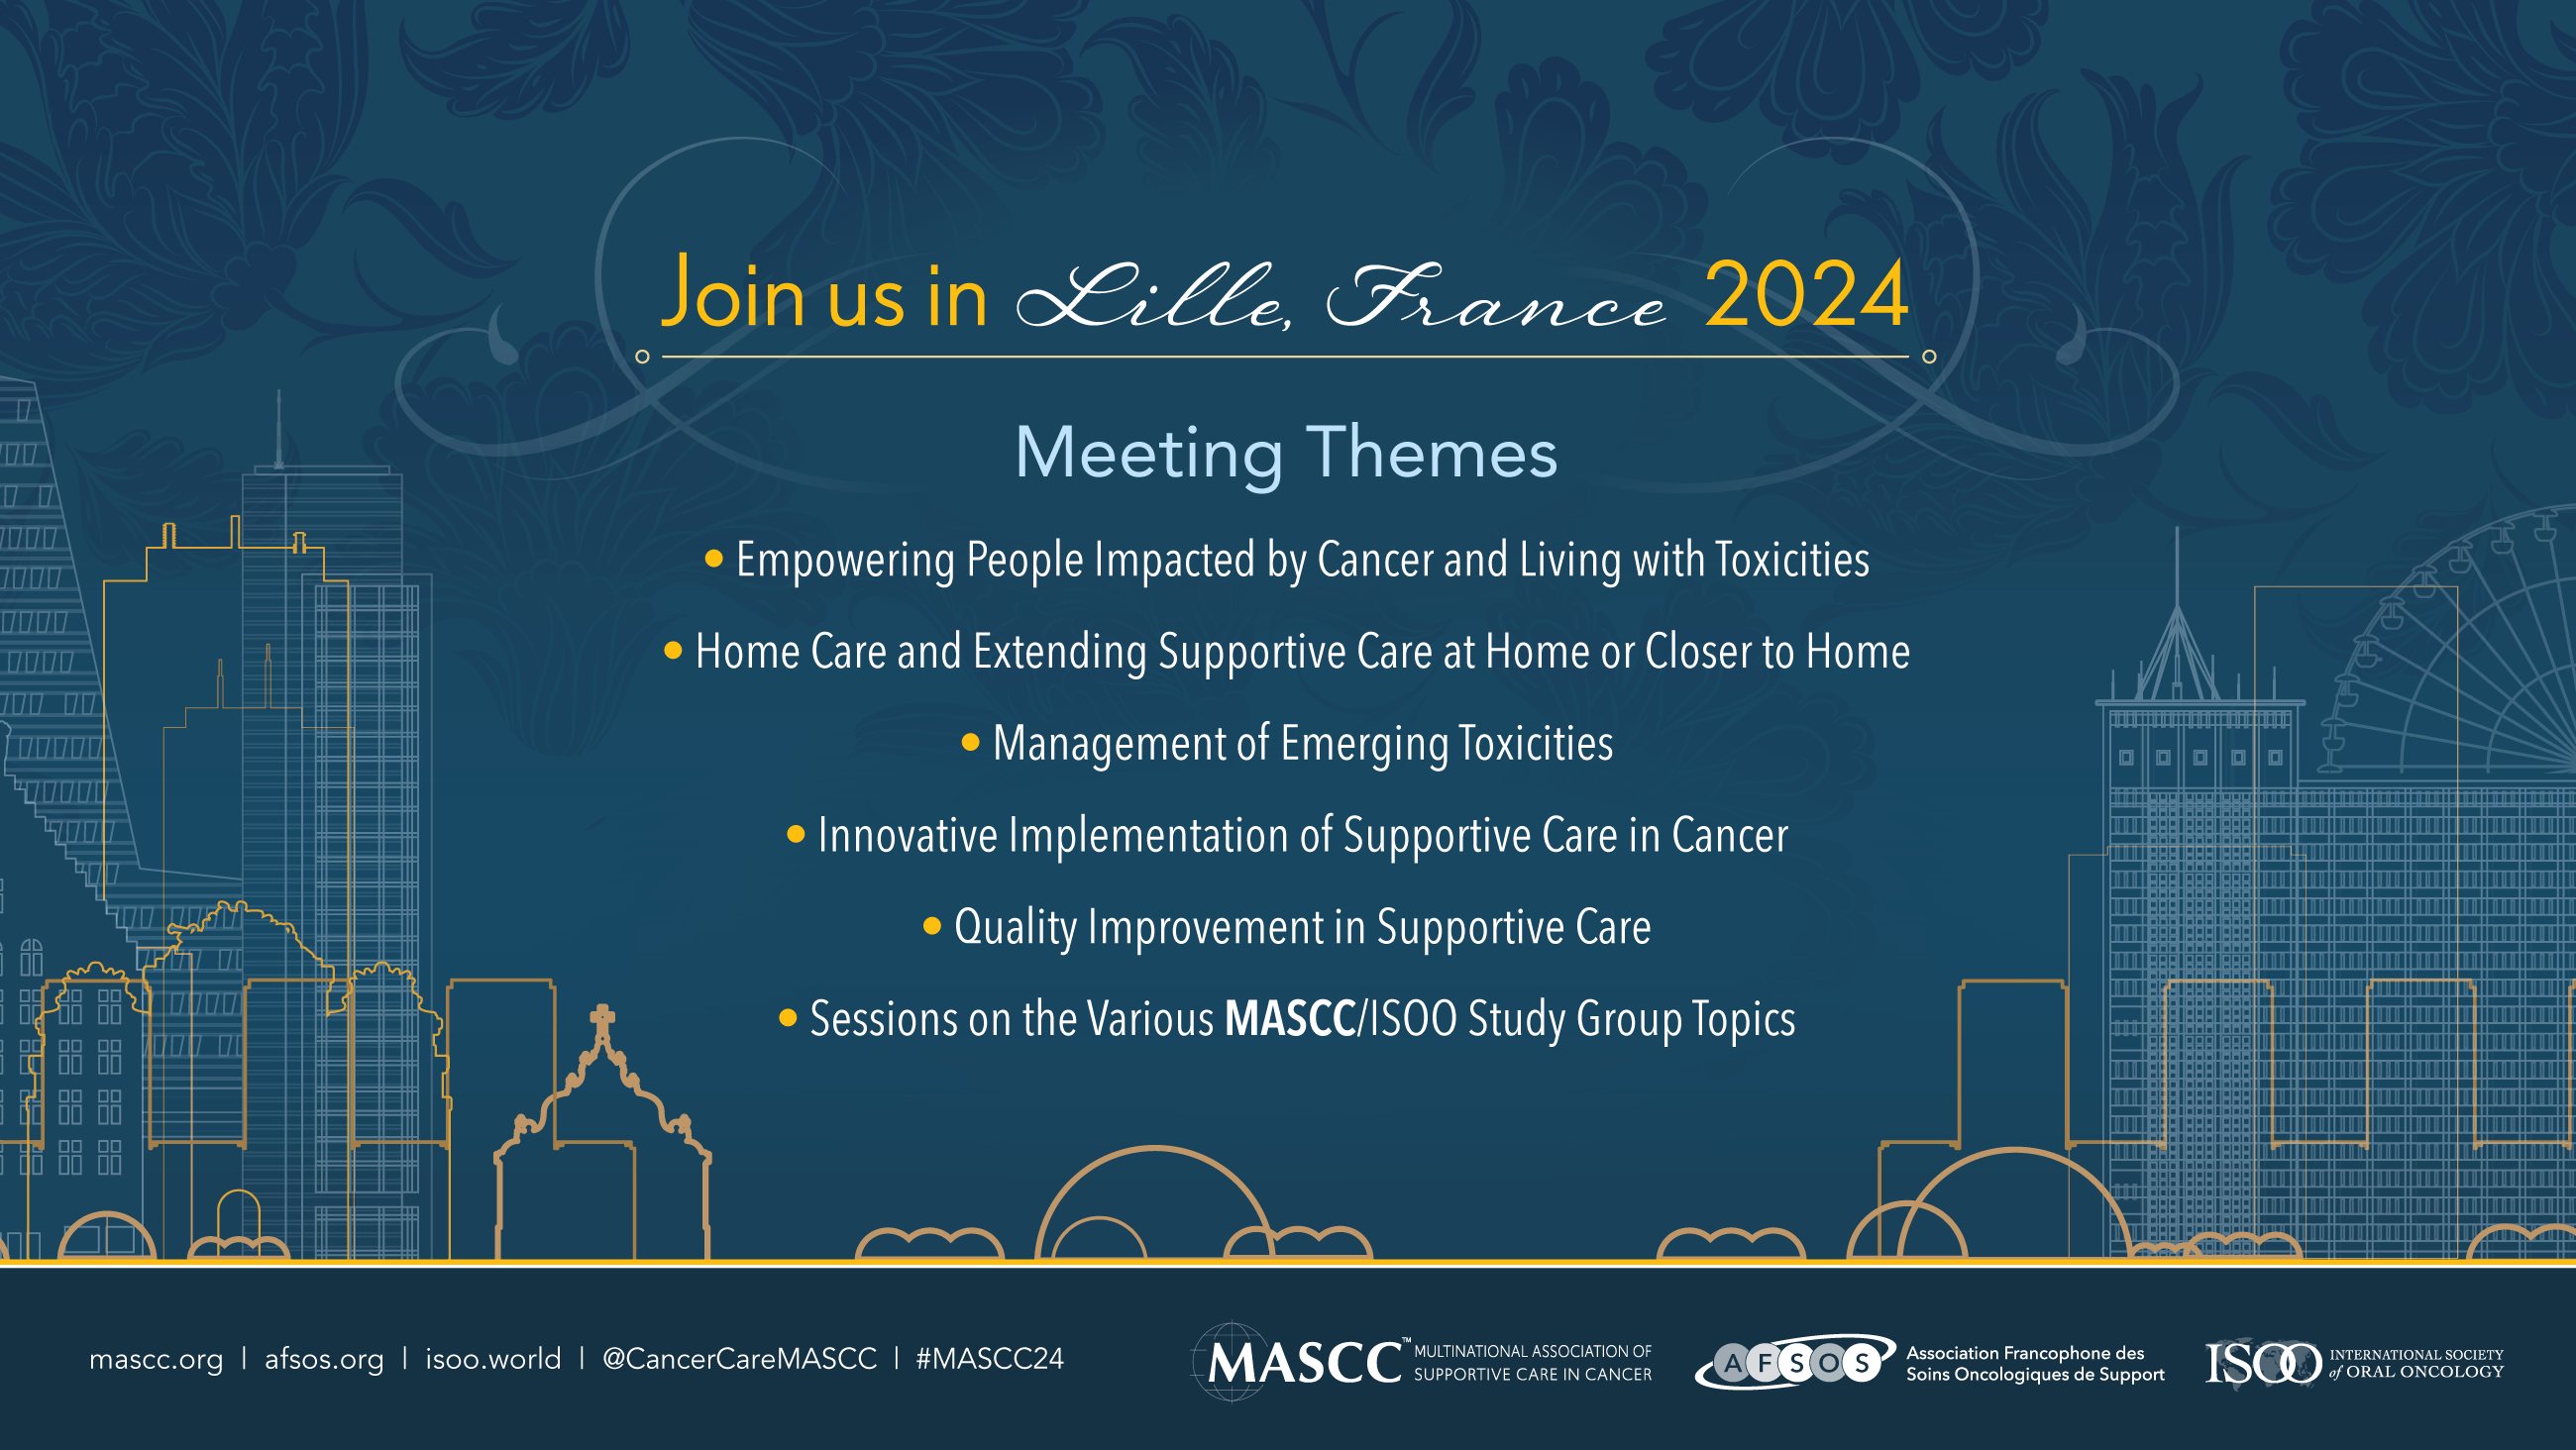 Join us in Lille, France 2024
Meeting Themes
• Empowering People Impacted by Cancer and Living with Toxicities
• Home Care and Extending Supportive Care at Home or Closer to Home
• Management of Emerging Toxicities
• Innovative Implementation of Supportive Care in Cancer
• Quality Improvement in Supportive Care
• Sessions on the Various MASCC/ISOO Study Group Topics
mascc.org | afsos.org | isoo.world | @CancerCareMASCC | #MASCC24
MASCC™
MULTINATIONAL ASSOCIATION OF
SUPPORTIVE CARE IN CANCER
AFSOS
Association Francophone des
Soins Oncologiques de Support
ISOO
INTERNATIONAL SOCIETY
of ORAL ONCOLOGY